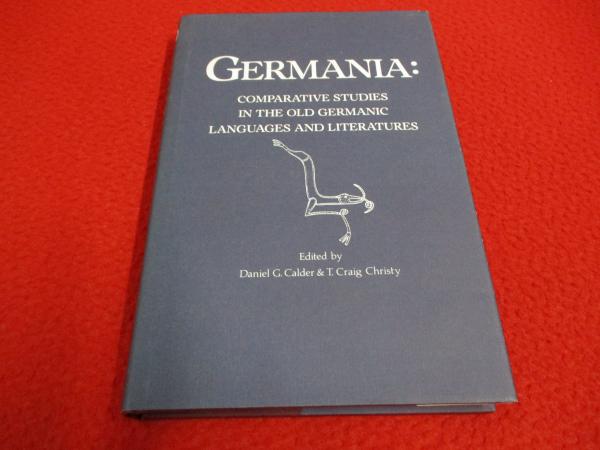 GERMANIA:
COMPARATIVE STUDIES
IN THE OLD GERMANIC
LANGUAGES AND LITERATURES
Edited by
Daniel G. Calder & T. Craig Christy